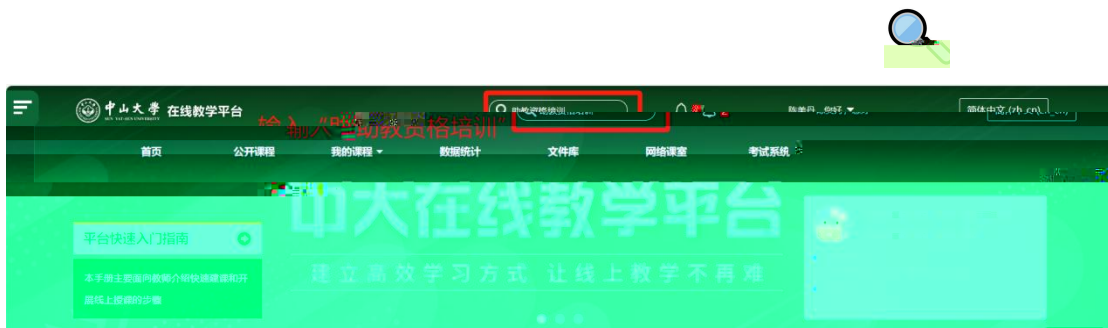 中山大學 在线教学平台
SUN YAT-SEN UNIVERSITY
助教资格培训
您好
简体中文 (zh_cn)
输入“助教资格培训”
首页 公开课程 我的课程 数据统计 文件库 网络课室 考试系统
中大在线教学平台
平台快速入门指南
建立高效学习方式 让线上教学不再难
本手册主要面向教师介绍快速建课和开
展线上授课的步骤